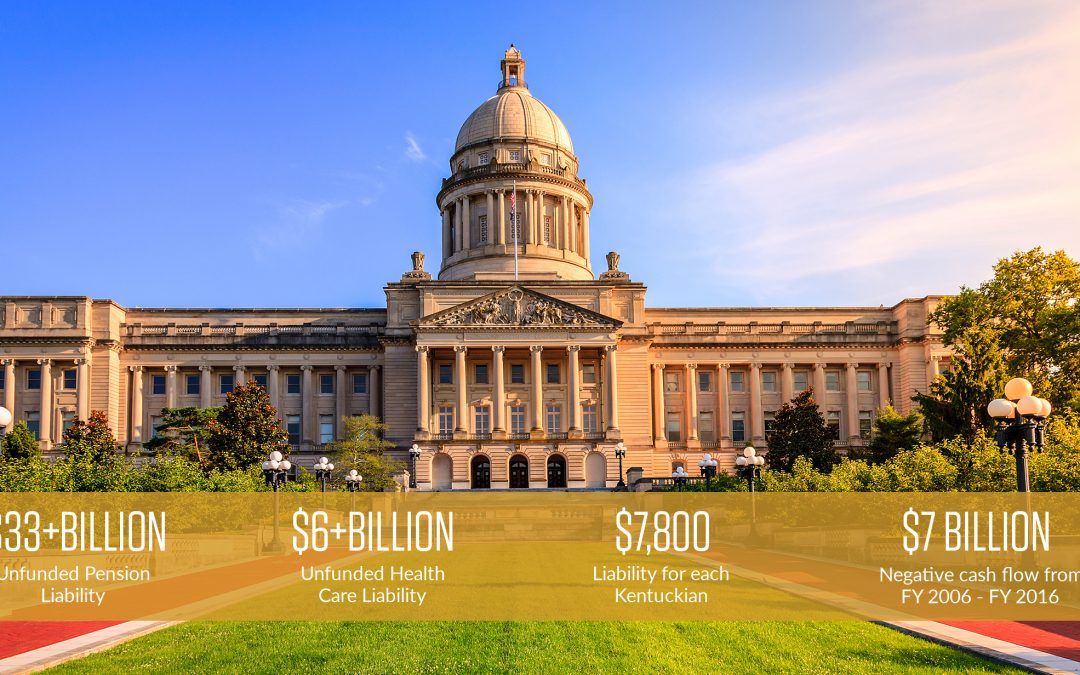 $33+BILLION
Unfunded Pension
Liability
$6+BILLION
Unfunded Health
Care Liability
$7,800
Liability for each
Kentuckian
$7 BILLION
Negative cash flow from
FY 2006 - FY 2016